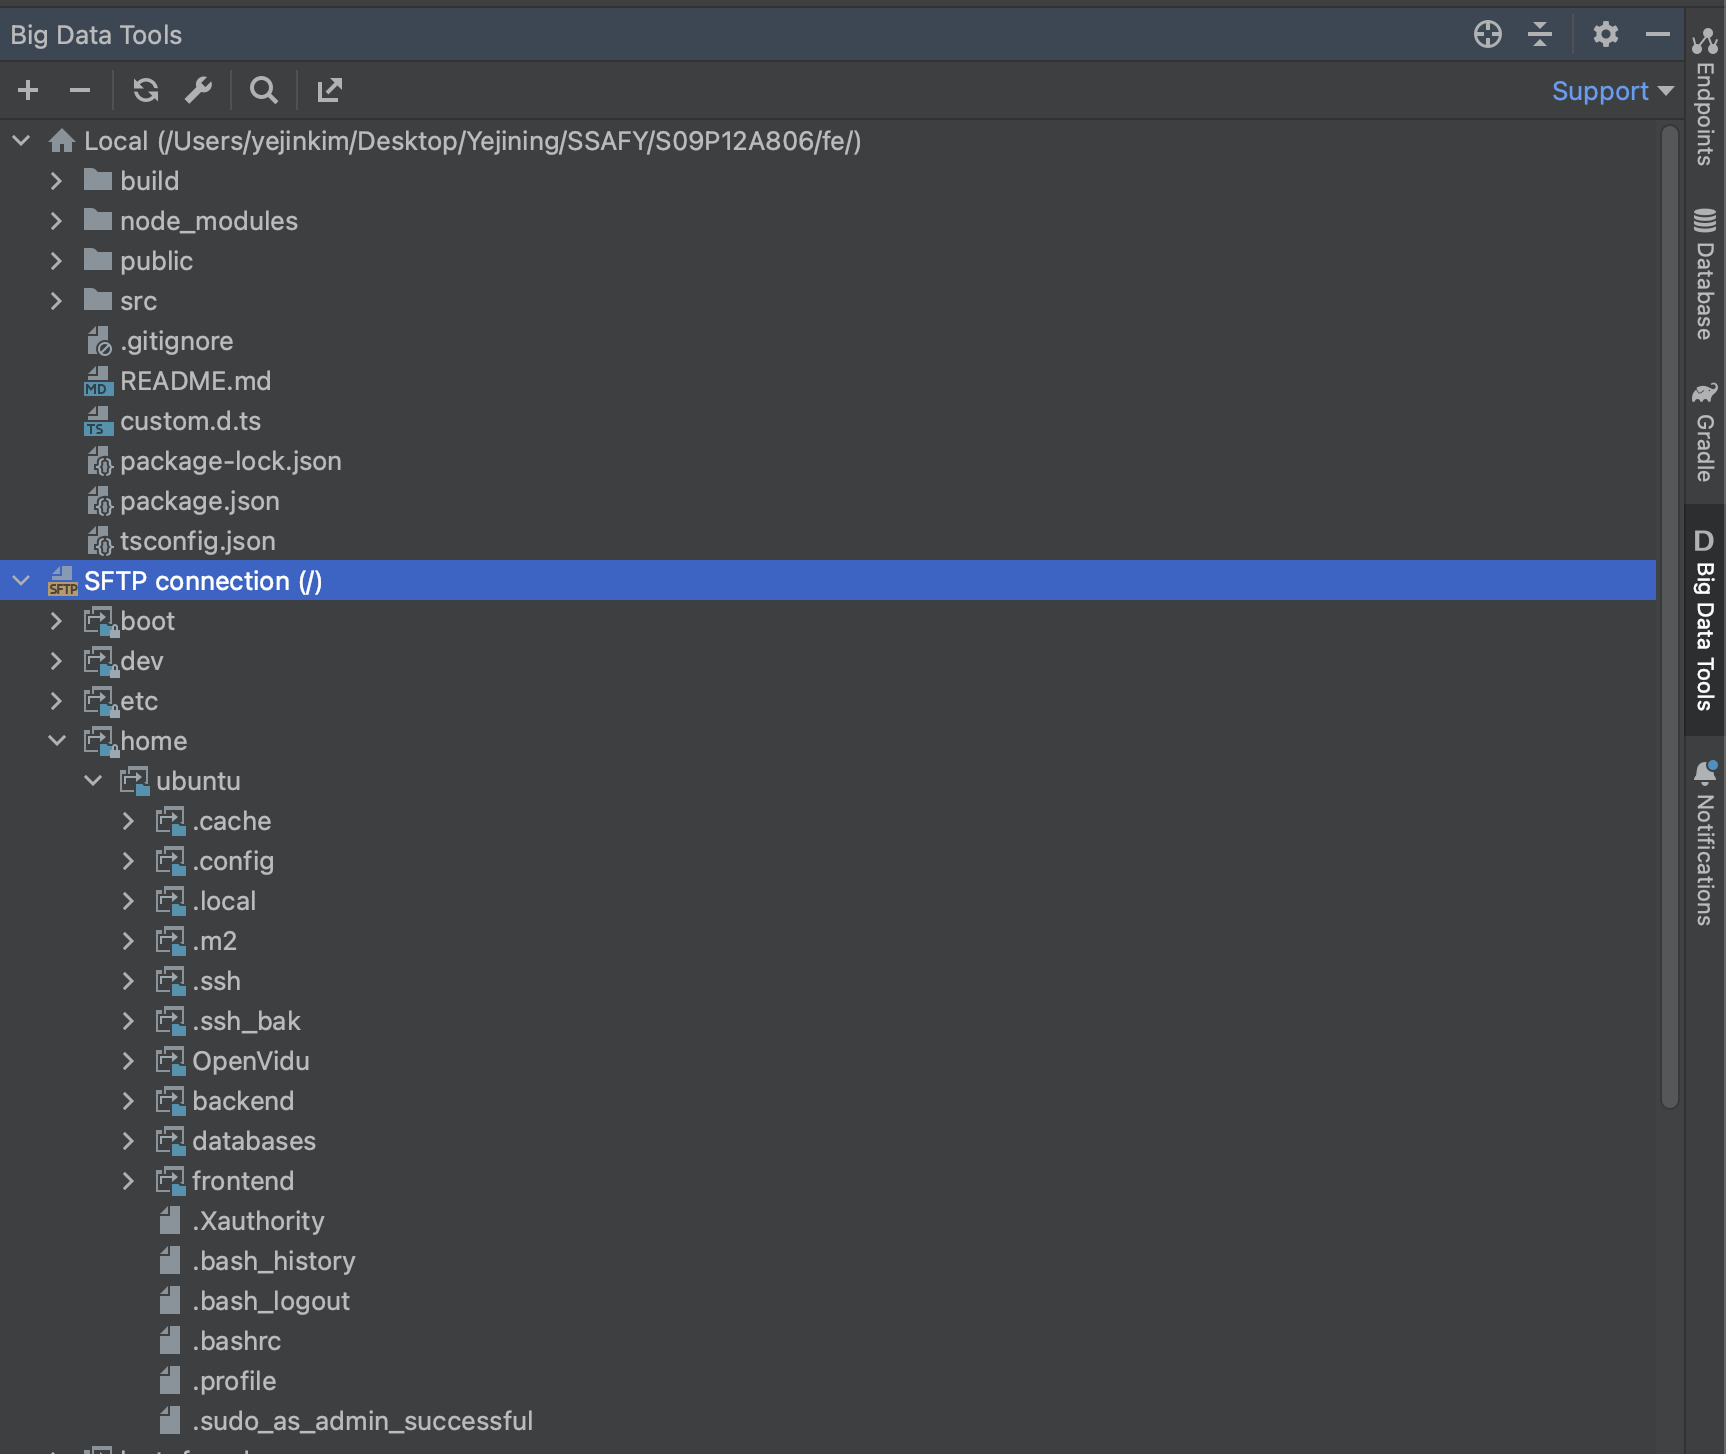 Big Data Tools
Support
Local (/Users/yejinkim/Desktop/Yejining/SSAFY/S09P12A806/fe/)
build
node_modules
public
src
.gitignore
MD README.md
TS custom.d.ts
package-lock.json
package.json
tsconfig.json
SFTP SFTP connection (/)
boot
dev
etc
home
ubuntu
.cache
.config
.local
.m2
.ssh
.ssh_bak
OpenVidu
backend
databases
frontend
.Xauthority
.bash_history
.bash_logout
.bashrc
.profile
.sudo_as_admin_successful
Endpoints
Database
Gradle
D Big Data Tools
Notifications